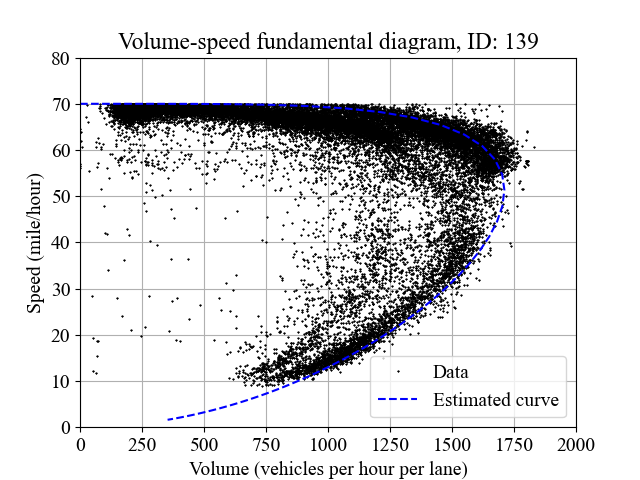 Volume-speed fundamental diagram, ID: 139
80
70
60
50
40
30
20
10
0
Speed (mile/hour)
Data
Estimated curve
0 250 500 750 1000 1250 1500 1750 2000
Volume (vehicles per hour per lane)